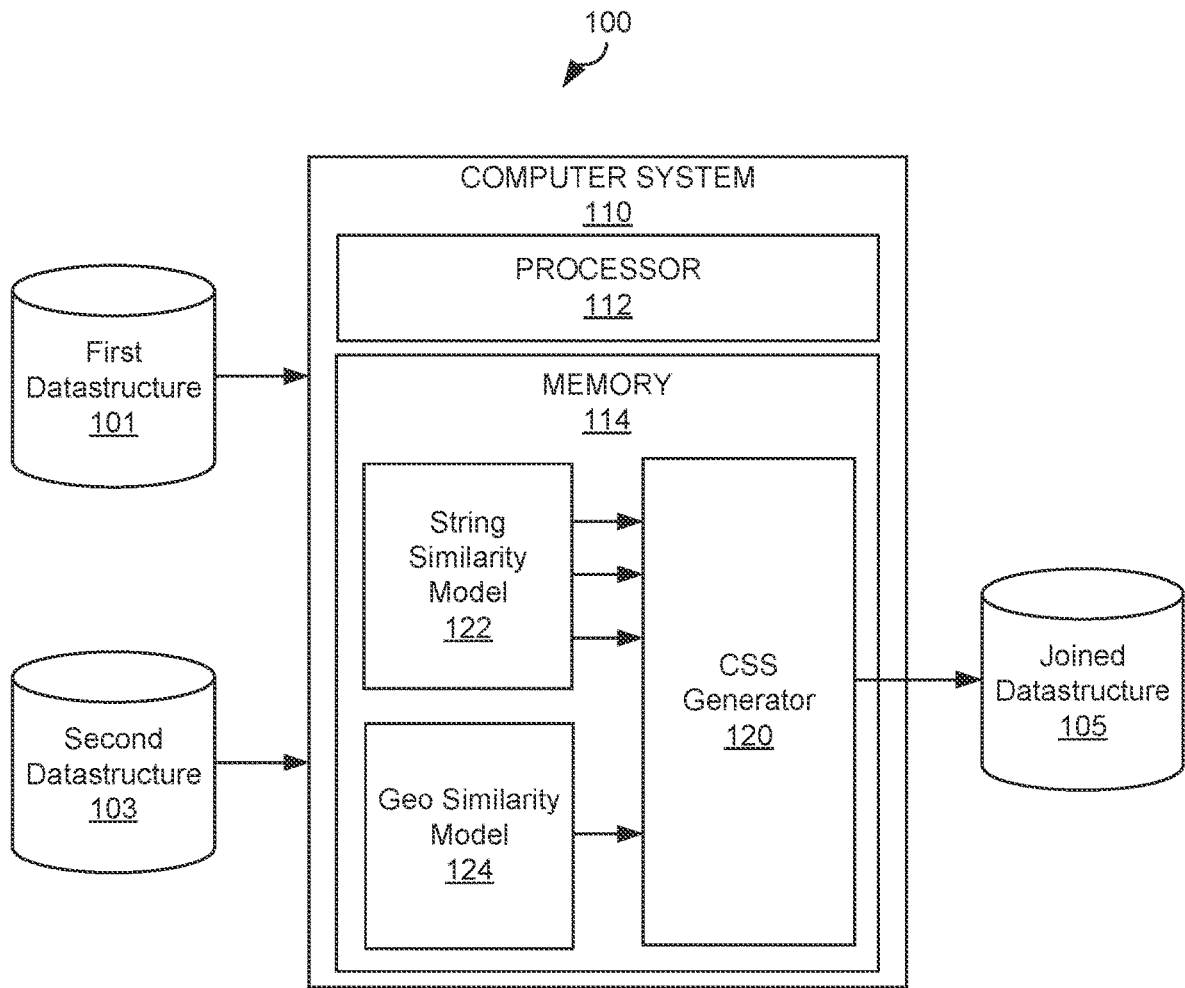 100
COMPUTER SYSTEM
110
PROCESSOR
112
First
Datastructure
101
MEMORY
114
String
Similarity
Model
122
CSS
Generator
120
Joined
Datastructure
105
Second
Datastructure
103
Geo Similarity
Model
124